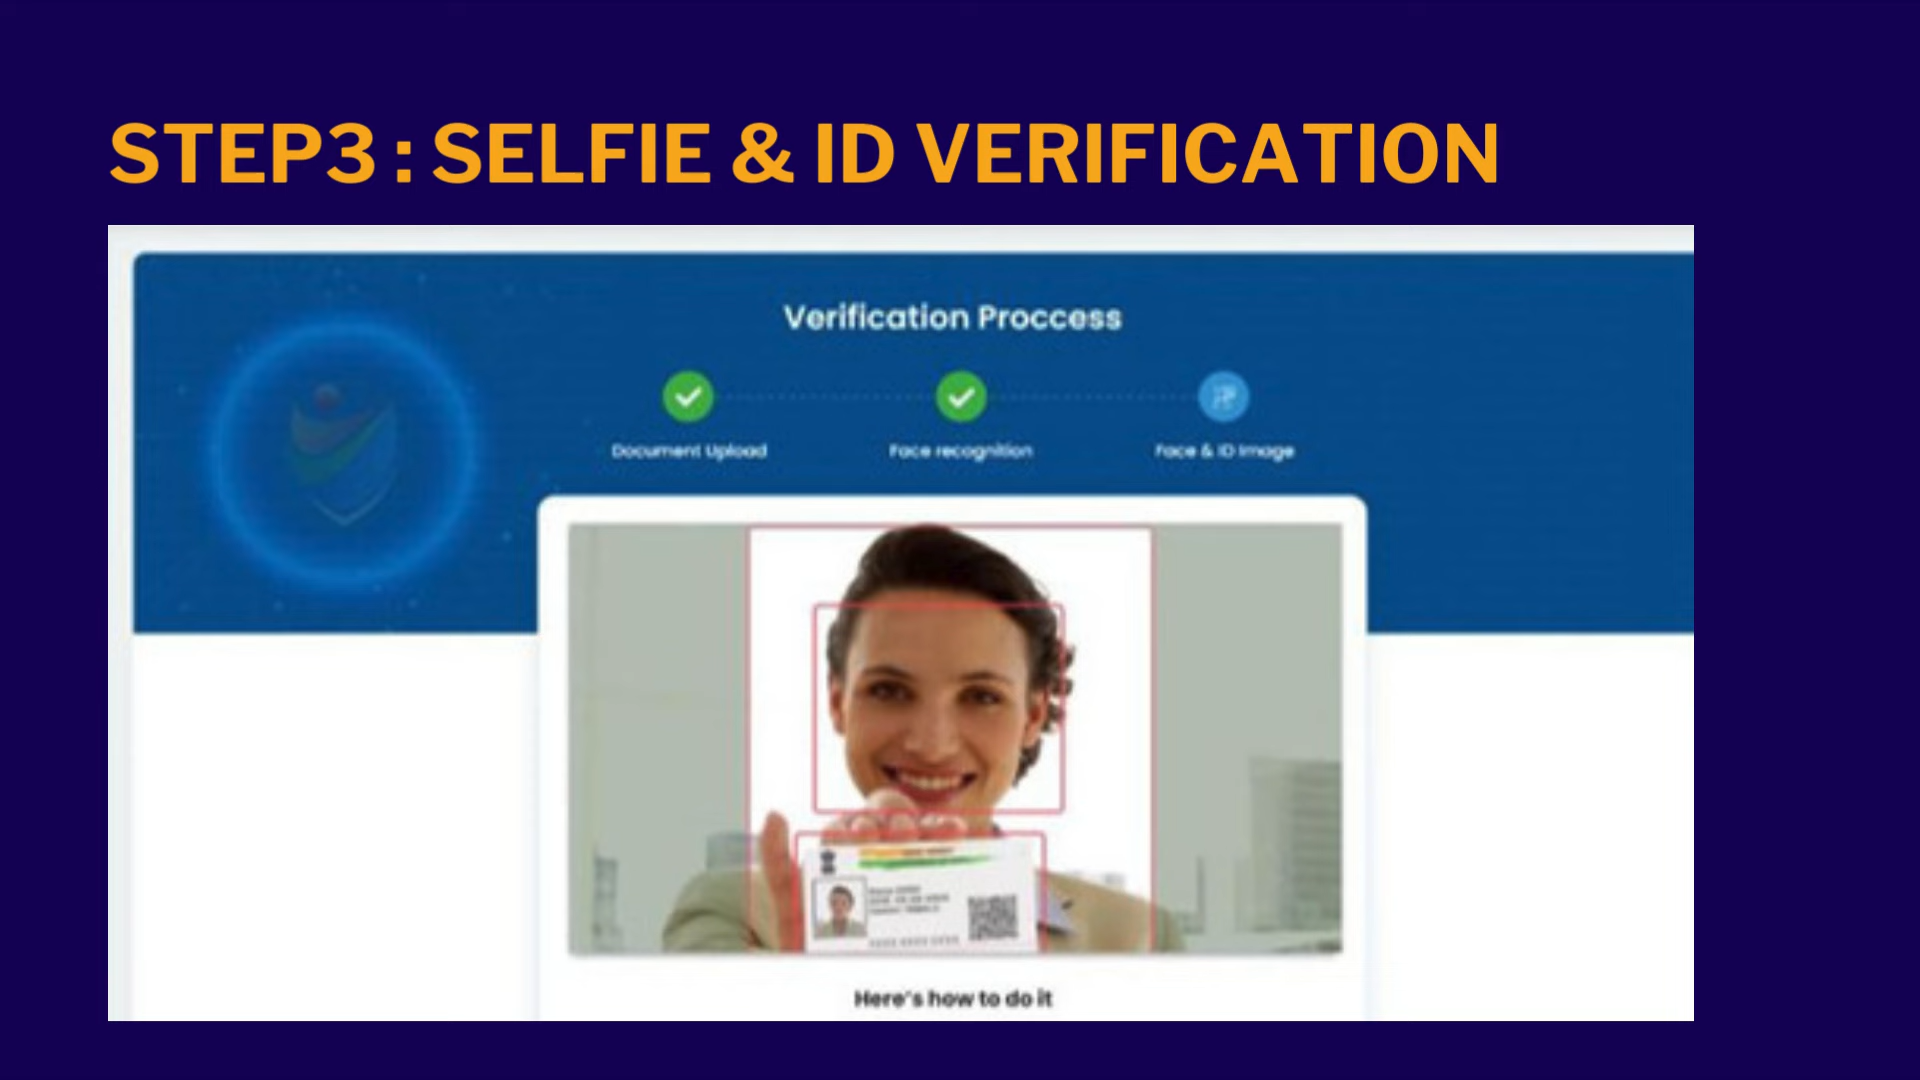 STEP3 : SELFIE & ID VERIFICATION
Verification Proccess
Document Upload
Face recognition
Face & ID Image
Here's how to do it